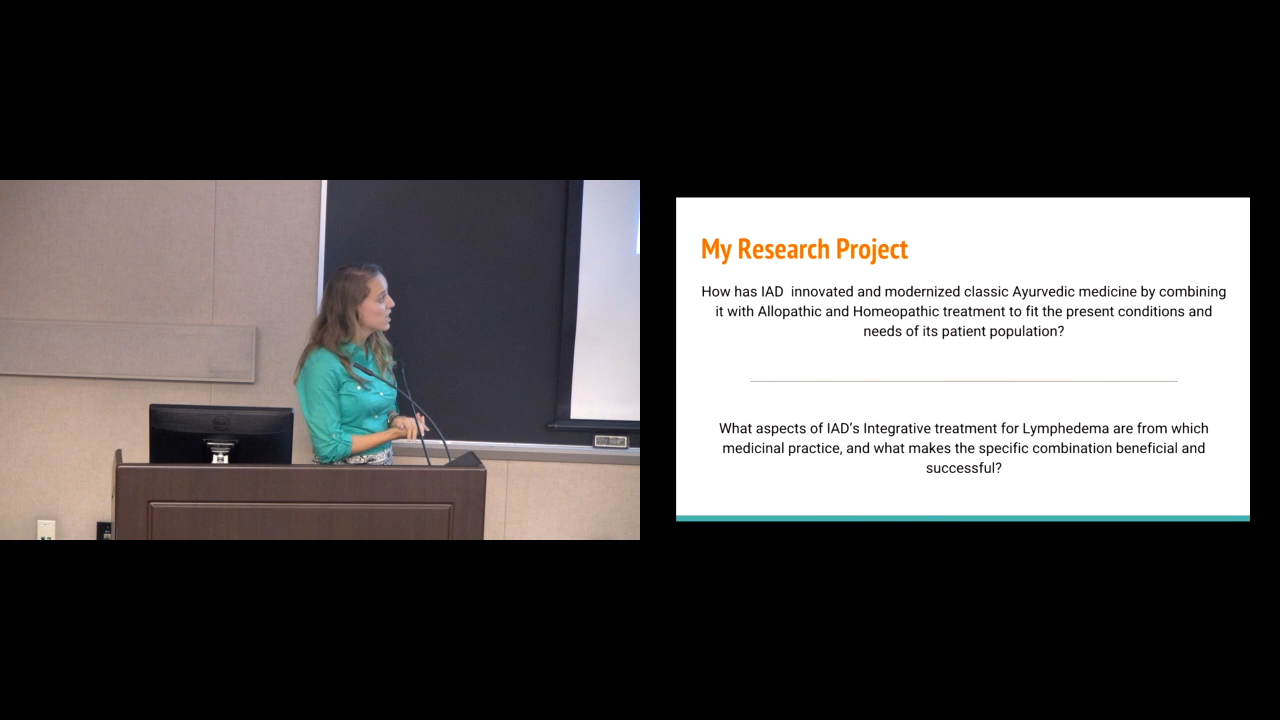 My Research Project
How has IAD innovated and modernized classic Ayurvedic medicine by combining
it with Allopathic and Homeopathic treatment to fit the present conditions and
needs of its patient population?
What aspects of IAD's Integrative treatment for Lymphedema are from which
medicinal practice, and what makes the specific combination beneficial and
successful?